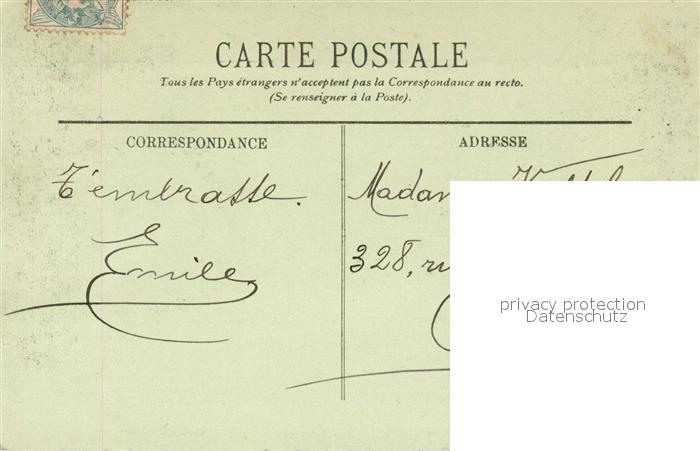 CARTE POSTALE
Tous les Pays étrangers n'acceptent pas la Correspondance au recto.
(Se renseigner à la Poste).
CORRESPONDANCE
ADRESSE
T'embrasse.
Emile
328, ru
privacy protection
Datenschutz